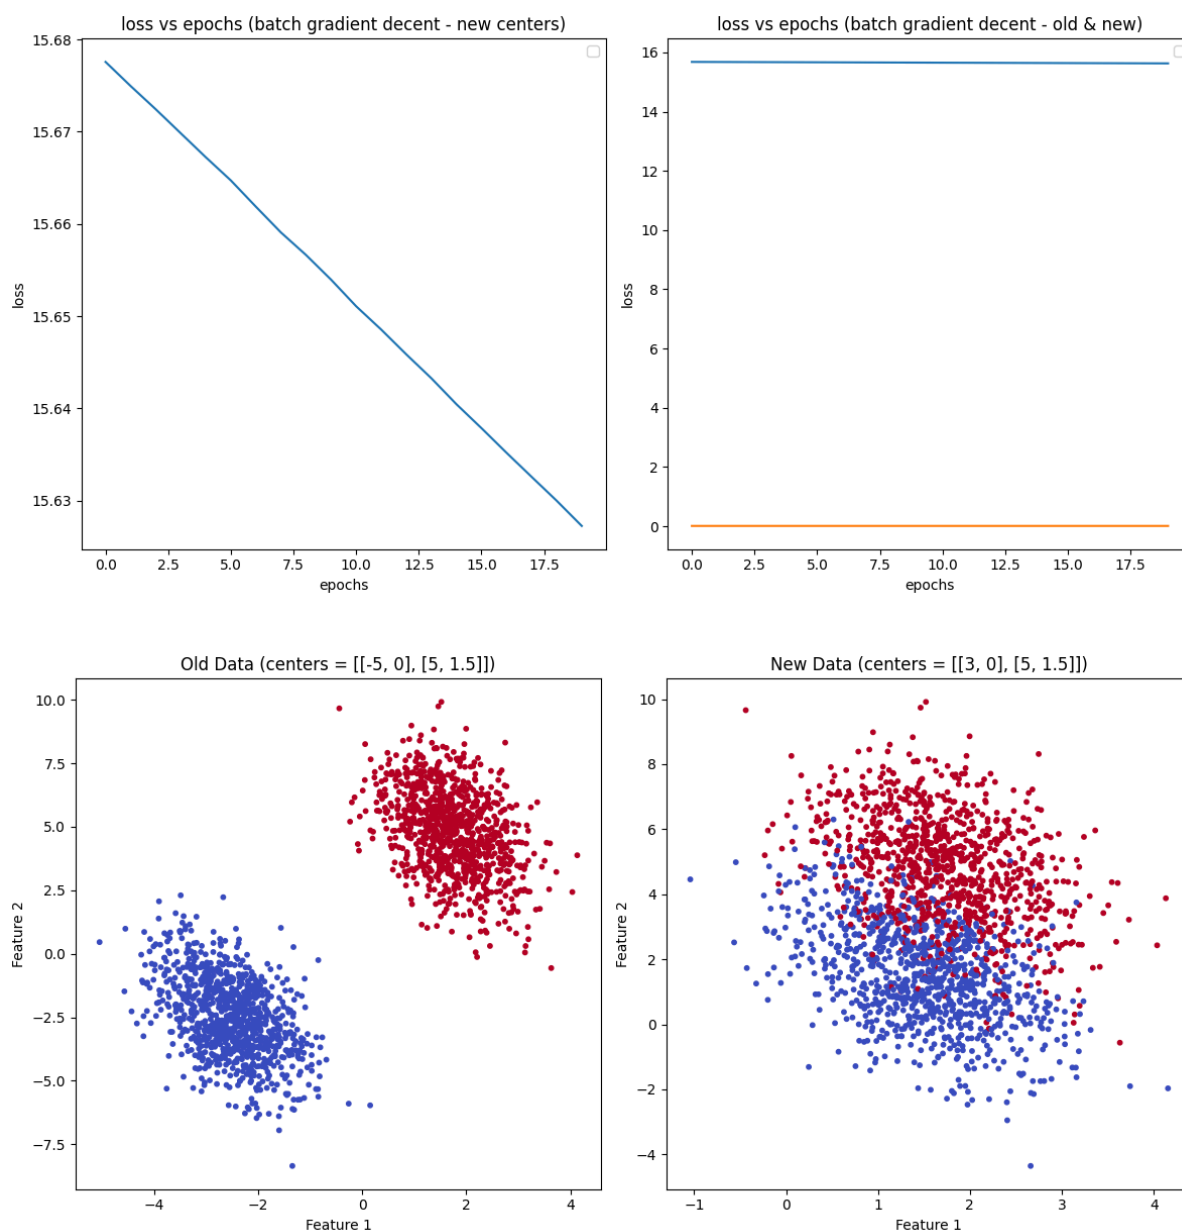 loss vs epochs (batch gradient decent - new centers)
15.68
15.67
15.66
15.65
15.64
15.63
loss
0.0 2.5 5.0 7.5 10.0 12.5 15.0 17.5
epochs
loss vs epochs (batch gradient decent - old & new)
16
14
12
10
8
6
4
2
0
loss
0.0 2.5 5.0 7.5 10.0 12.5 15.0 17.5
epochs
Old Data (centers = [[-5, 0], [5, 1.5]])
10.0
7.5
5.0
2.5
0.0
−2.5
−5.0
−7.5
Feature 2
−4 −2 0 2 4
Feature 1
New Data (centers = [[3, 0], [5, 1.5]])
10
8
6
4
2
0
−2
−4
Feature 2
−1 0 1 2 3 4
Feature 1